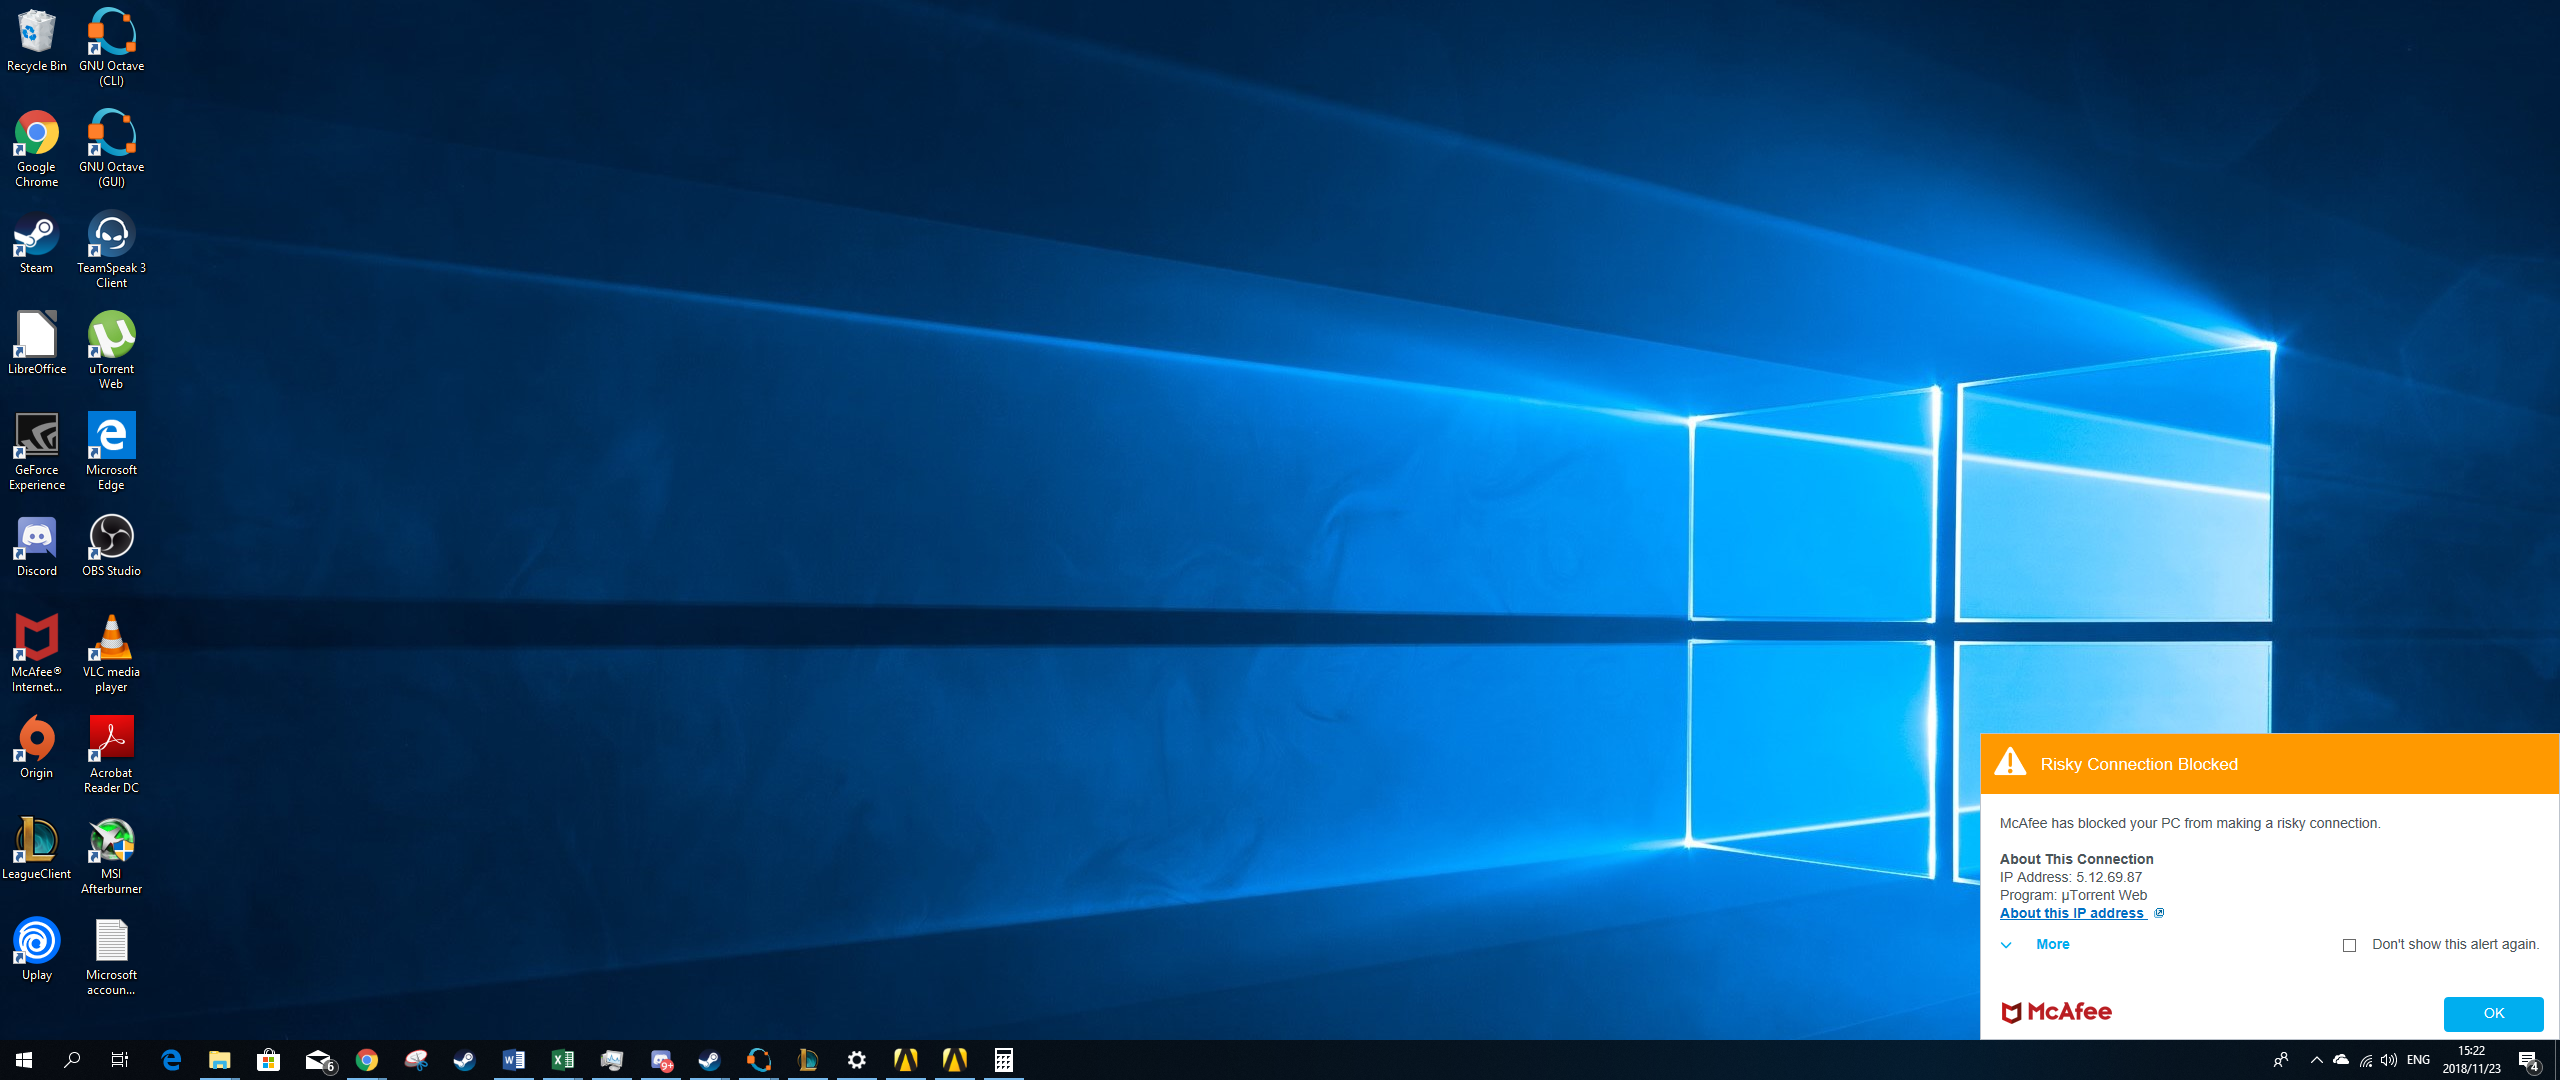 Recycle Bin
GNU Octave
(CLI)
Google
Chrome
GNU Octave
(GUI)
Steam
TeamSpeak 3
Client
LibreOffice
uTorrent
Web
GeForce
Experience
Microsoft
Edge
Discord
OBS Studio
McAfee®
Internet...
VLC media
player
Origin
Acrobat
Reader DC
LeagueClient
MSI
Afterburner
Uplay
Microsoft
accoun...
Risky Connection Blocked
McAfee has blocked your PC from making a risky connection.
About This Connection
IP Address: 5.12.69.87
Program: µTorrent Web
About this IP address
More
Don't show this alert again.
McAfee
OK
6
9+
ENG
15:22
2018/11/23
4